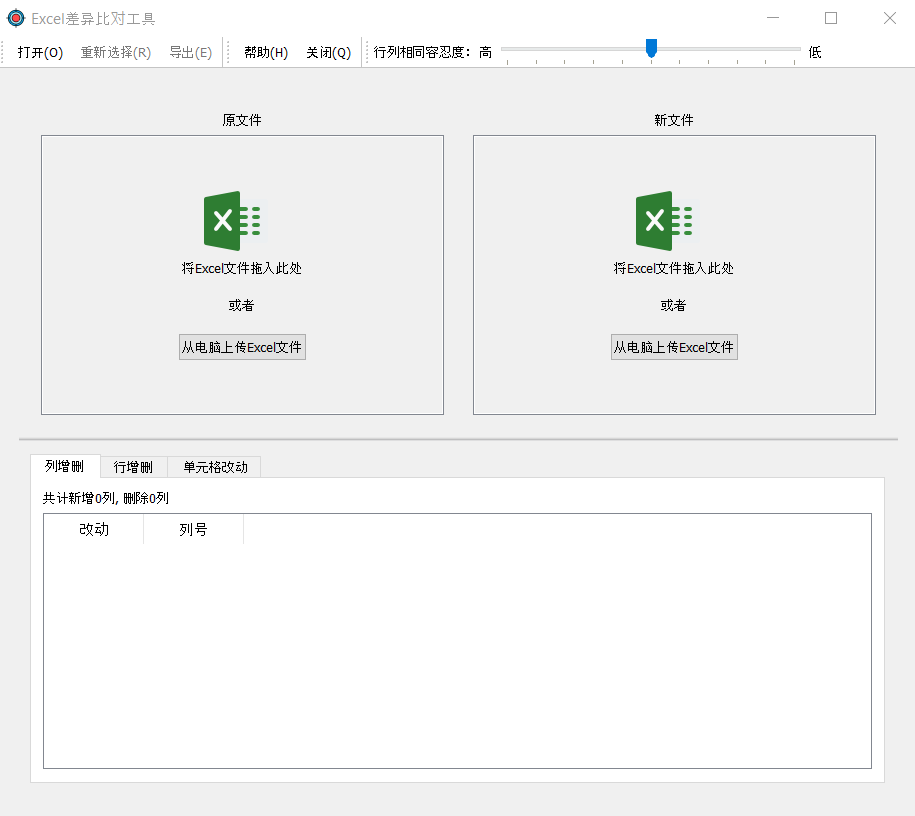 Excel差异比对工具
打开(O) 重新选择(R) 导出(E) 帮助(H) 关闭(Q) 行列相同容忍度: 高 低
原文件 新文件
X X
将Excel文件拖入此处 将Excel文件拖入此处
或者 或者
从电脑上传Excel文件 从电脑上传Excel文件
列增删 行增删 单元格改动
共计新增0列, 删除0列
改动 列号